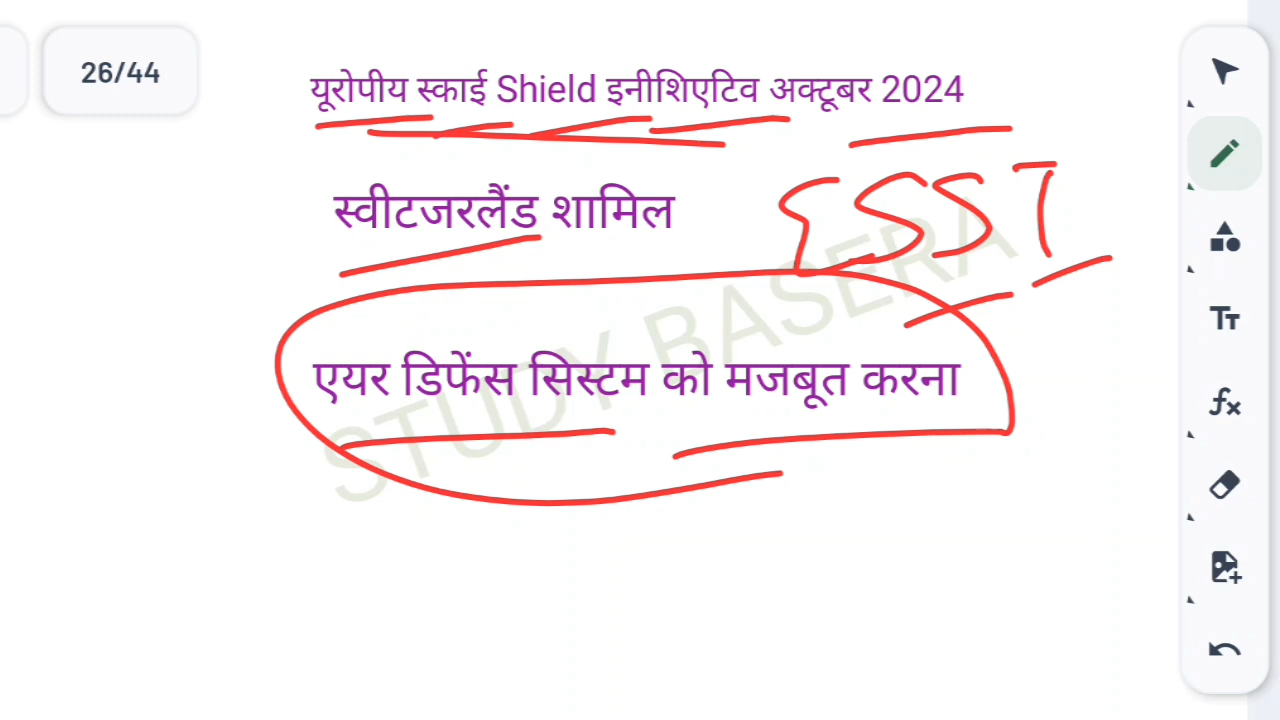 26/44
यूरोपीय स्काई Shield इनीशिएटिव अक्टूबर 2024
स्वीटजरलैंड शामिल
ESSI
एयर डिफेंस सिस्टम को मजबूत करना
STUDY BASERA